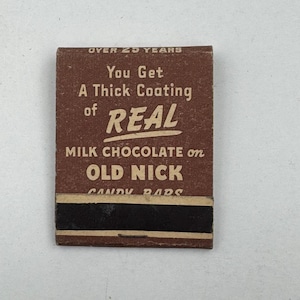 OVER 25 YEARS
You Get
A Thick Coating
of REAL
MILK CHOCOLATE on
OLD NICK
CANDY BARS